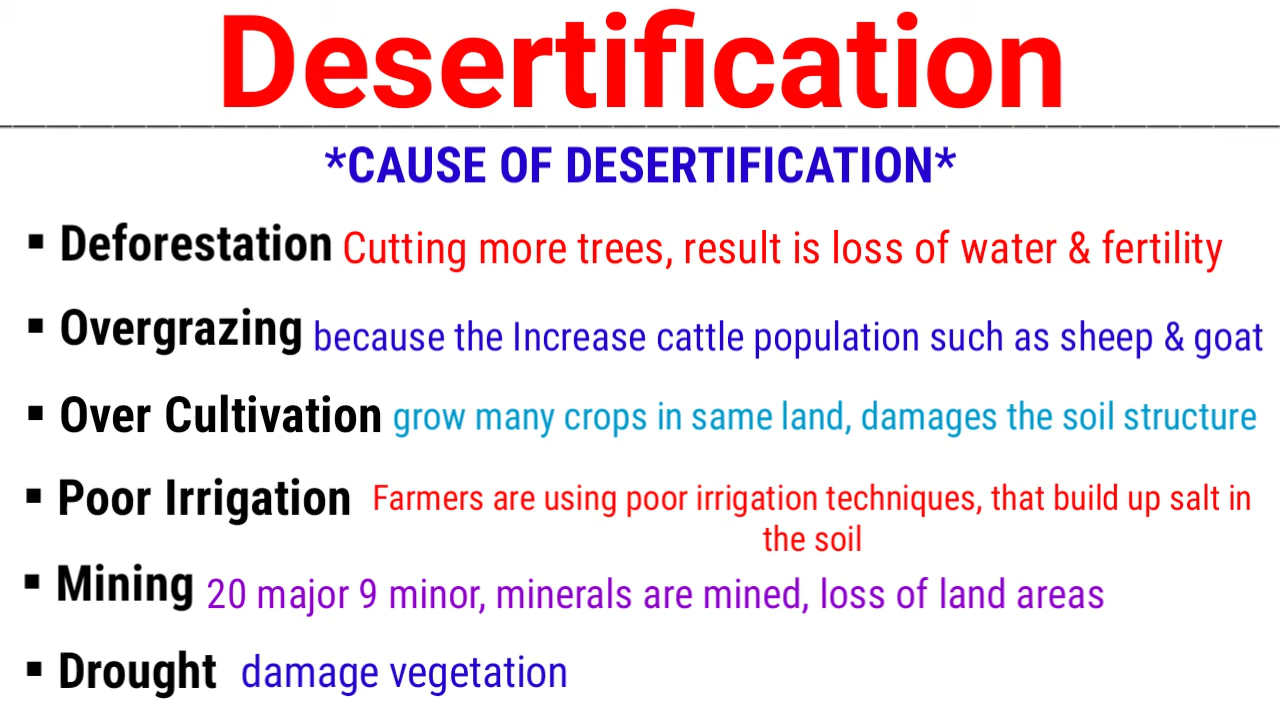 Desertification
*CAUSE OF DESERTIFICATION*
▪ Deforestation Cutting more trees, result is loss of water & fertility
▪ Overgrazing because the Increase cattle population such as sheep & goat
▪ Over Cultivation grow many crops in same land, damages the soil structure
▪ Poor Irrigation Farmers are using poor irrigation techniques, that build up salt in
the soil
▪ Mining 20 major 9 minor, minerals are mined, loss of land areas
▪ Drought damage vegetation